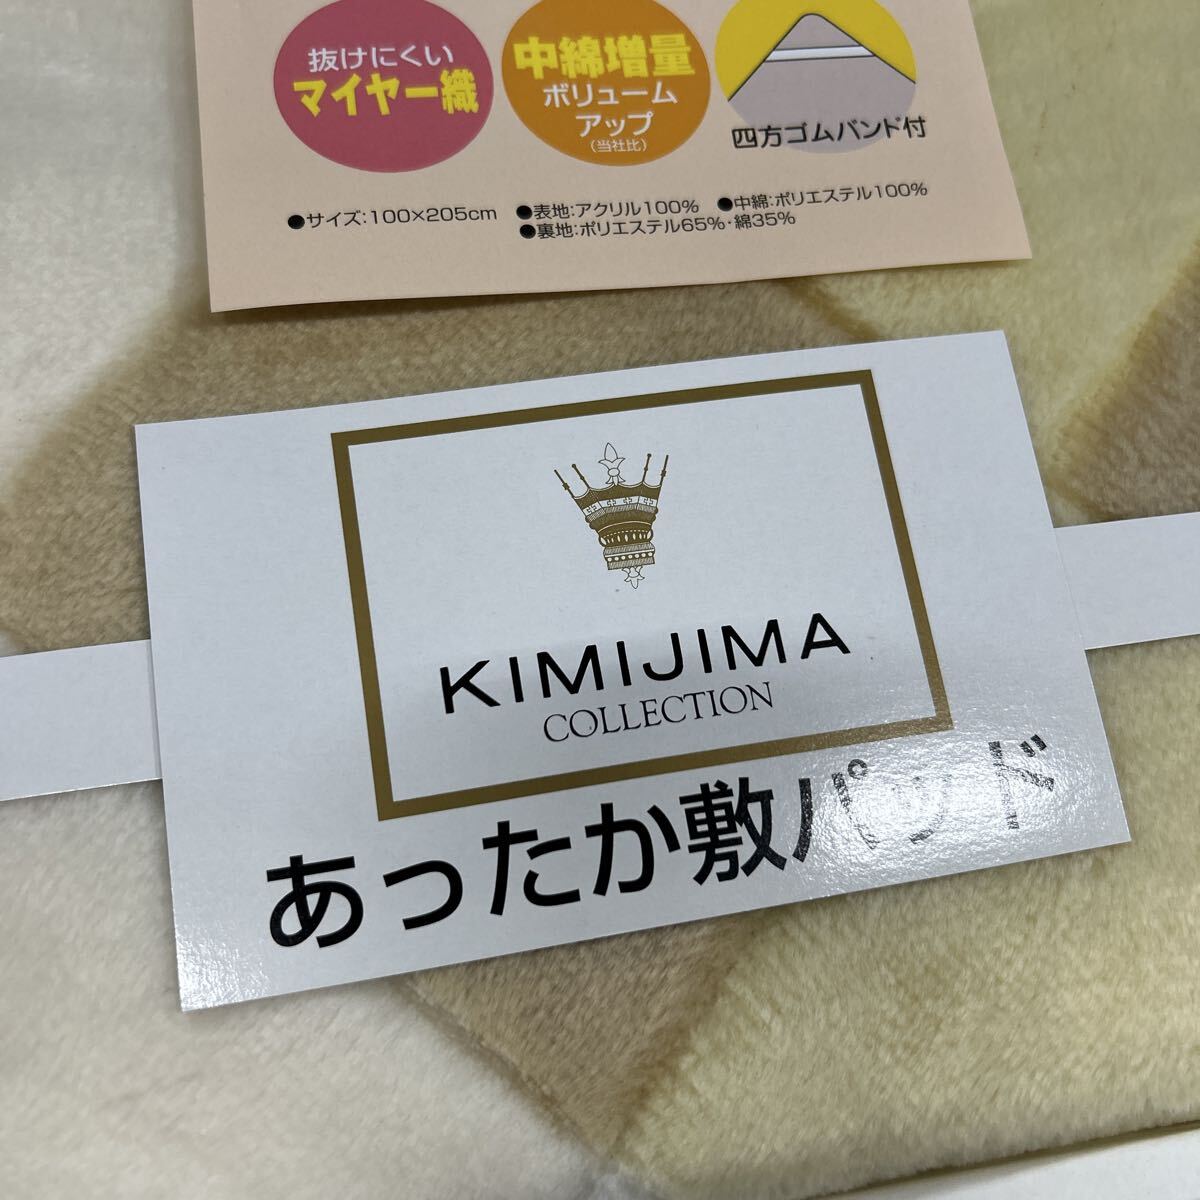 抜けにくい
マイヤー織
中綿増量
ボリューム
アップ
(当社比)
四方ゴムバンド付
●サイズ:100×205cm ●表地:アクリル100% ●中綿:ポリエステル100%
●裏地:ポリエステル65%・綿35%
KIMIJIMA
COLLECTION
あったか敷パッド